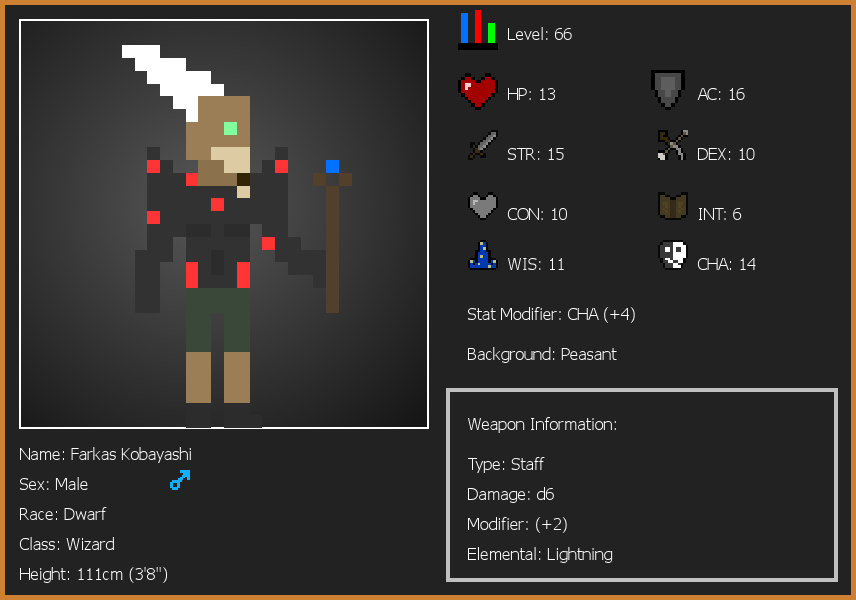 Level: 66
HP: 13
AC: 16
STR: 15
DEX: 10
CON: 10
INT: 6
WIS: 11
CHA: 14
Stat Modifier: CHA (+4)
Background: Peasant
Weapon Information:
Type: Staff
Damage: d6
Modifier: (+2)
Elemental: Lightning
Name: Farkas Kobayashi
Sex: Male
Race: Dwarf
Class: Wizard
Height: 111cm (3'8")